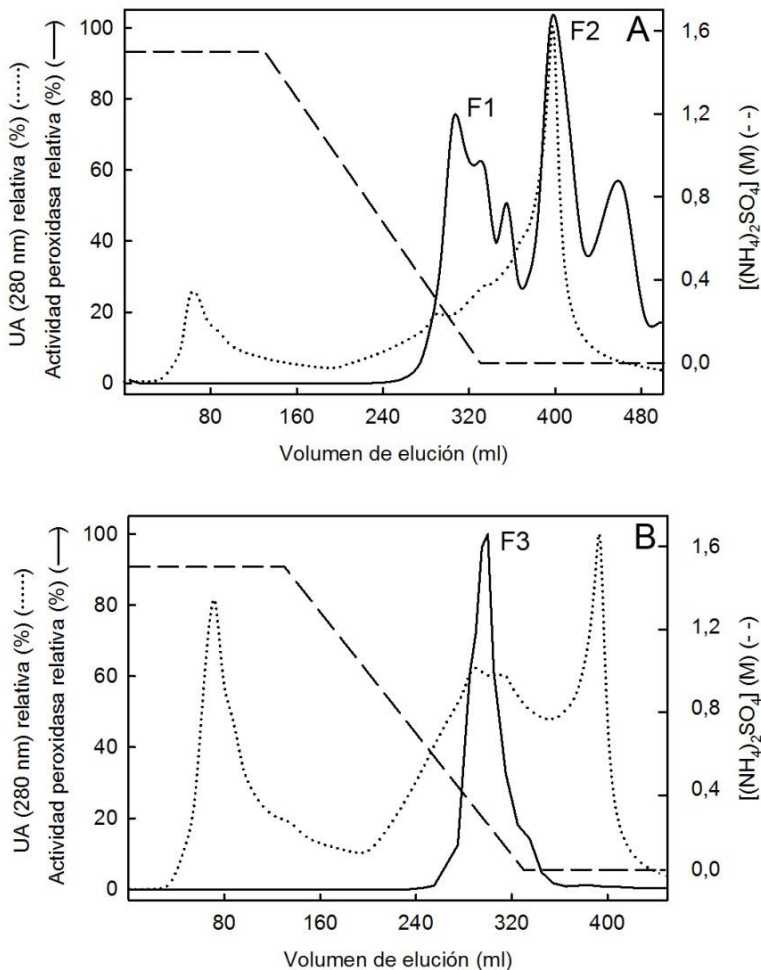 A
F1
F2
UA (280 nm) relativa (%) (......)
Actividad peroxidasa relativa (%) (—)
100
80
60
40
20
0
1,6
1,2
0,8
0,4
0,0
[(NH4)2SO4] (M) (- -)
80 160 240 320 400 480
Volumen de elución (ml)
B
F3
UA (280 nm) relativa (%) (......)
Actividad peroxidasa relativa (%) (—)
100
80
60
40
20
0
1,6
1,2
0,8
0,4
0,0
[(NH4)2SO4] (M) (- -)
80 160 240 320 400
Volumen de elución (ml)